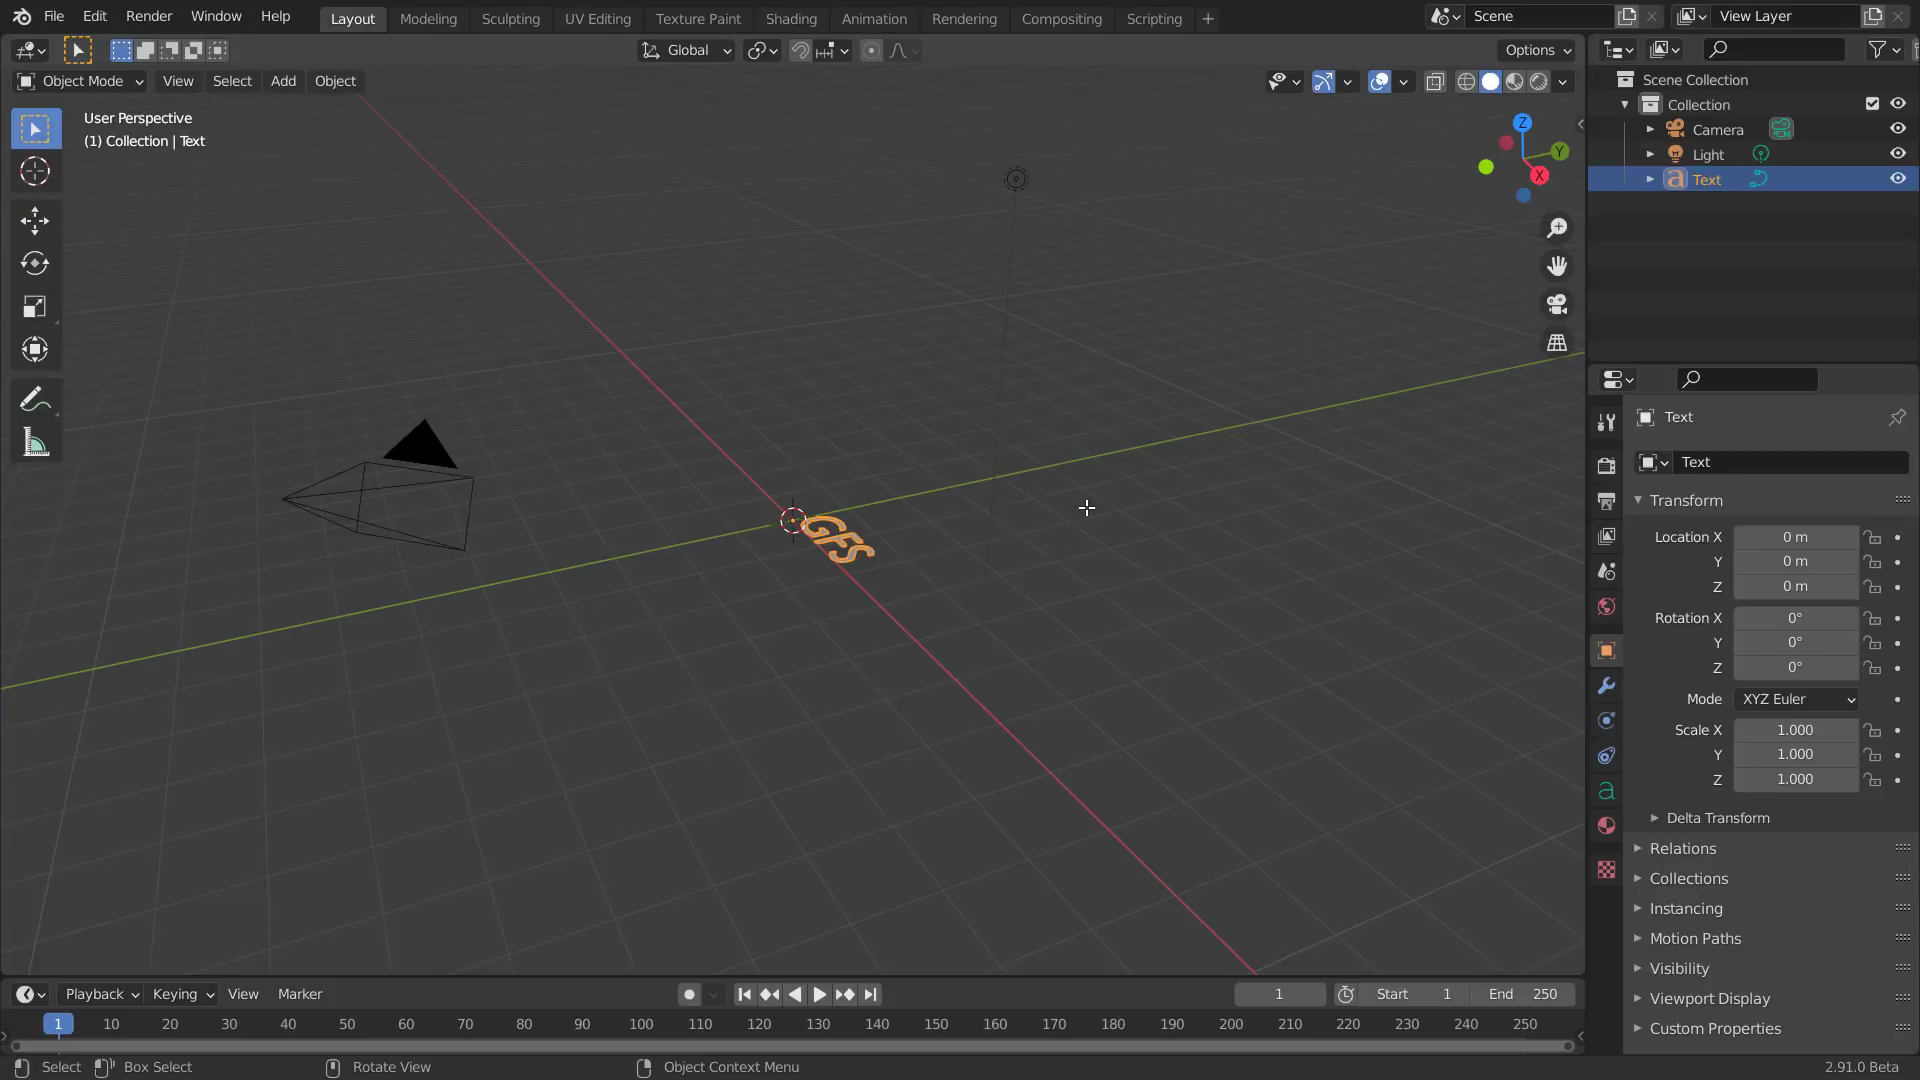 File Edit Render Window Help
Layout Modeling Sculpting UV Editing Texture Paint Shading Animation Rendering Compositing Scripting +
Scene
View Layer
Global
Options
Object Mode View Select Add Object
User Perspective
(1) Collection | Text
Z
Y
X
GFS
Scene Collection
Collection
Camera
Light
Text
Text
Text
Transform
Location X 0 m
Y 0 m
Z 0 m
Rotation X 0°
Y 0°
Z 0°
Mode XYZ Euler
Scale X 1.000
Y 1.000
Z 1.000
Delta Transform
Relations
Collections
Instancing
Motion Paths
Visibility
Viewport Display
Custom Properties
Playback Keying View Marker
1
Start 1
End 250
1 10 20 30 40 50 60 70 80 90 100 110 120 130 140 150 160 170 180 190 200 210 220 230 240 250
Select Box Select Rotate View Object Context Menu
2.91.0 Beta